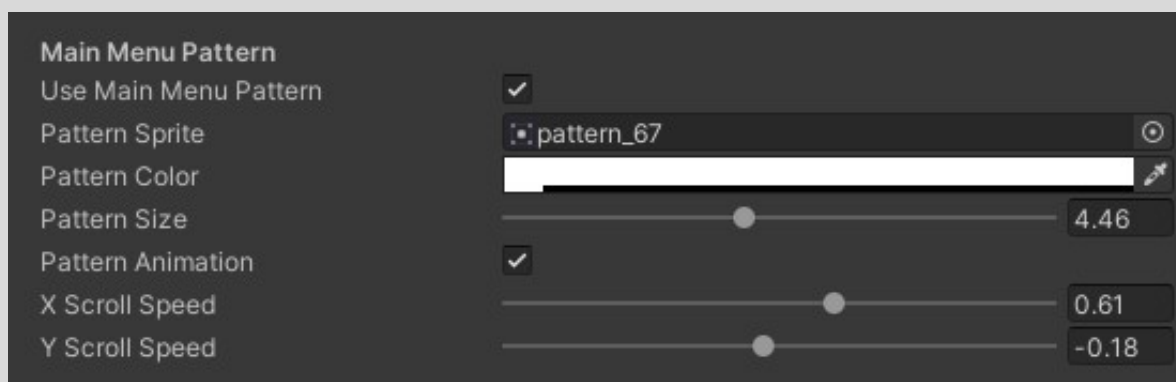 Main Menu Pattern
Use Main Menu Pattern
Pattern Sprite pattern_67
Pattern Color
Pattern Size 4.46
Pattern Animation
X Scroll Speed 0.61
Y Scroll Speed -0.18